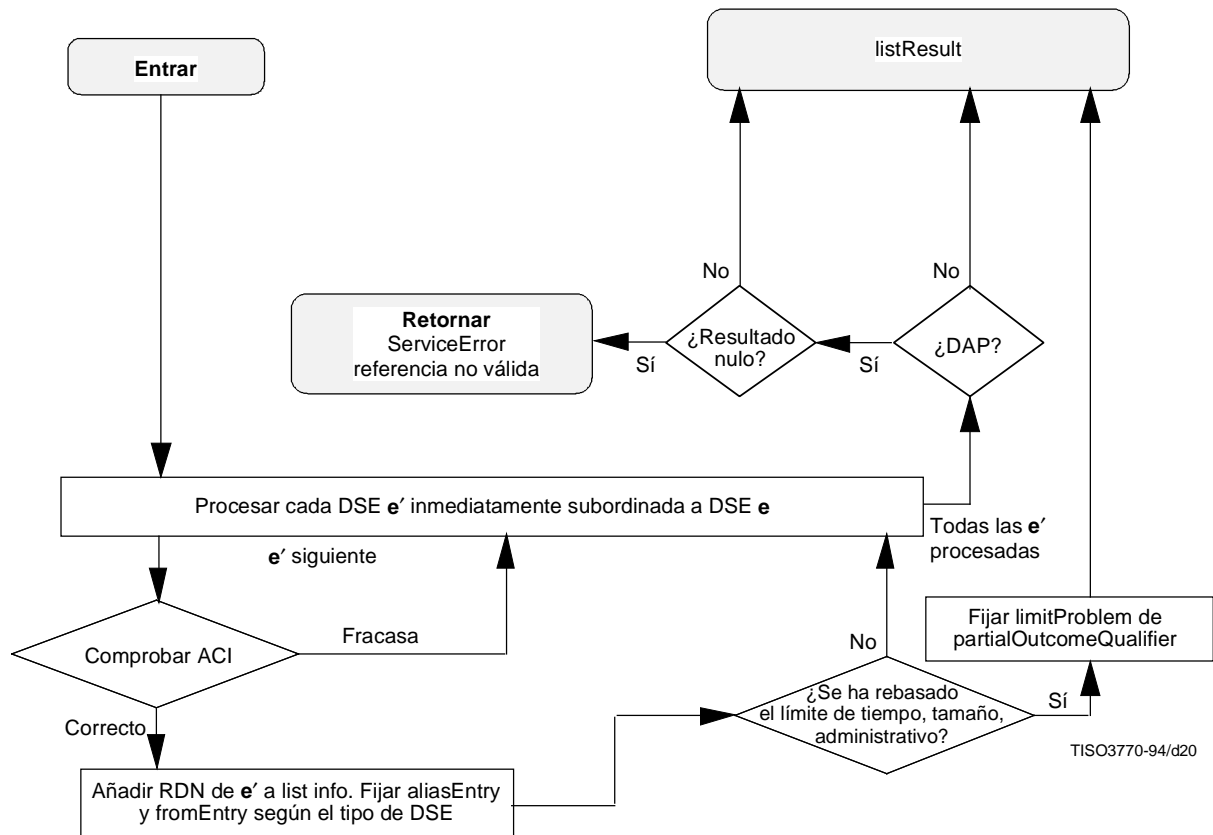 listResult
Entrar
No
No
Retornar
ServiceError
referencia no válida
¿Resultado
nulo?
Sí
¿DAP?
Sí
Procesar cada DSE e′ inmediatamente subordinada a DSE e
Todas las e′
procesadas
e′ siguiente
Fracasa
Comprobar ACI
No
Fijar limitProblem de
partialOutcomeQualifier
Correcto
¿Se ha rebasado
el límite de tiempo, tamaño,
administrativo?
Sí
TISO3770-94/d20
Añadir RDN de e′ a list info. Fijar aliasEntry
y fromEntry según el tipo de DSE